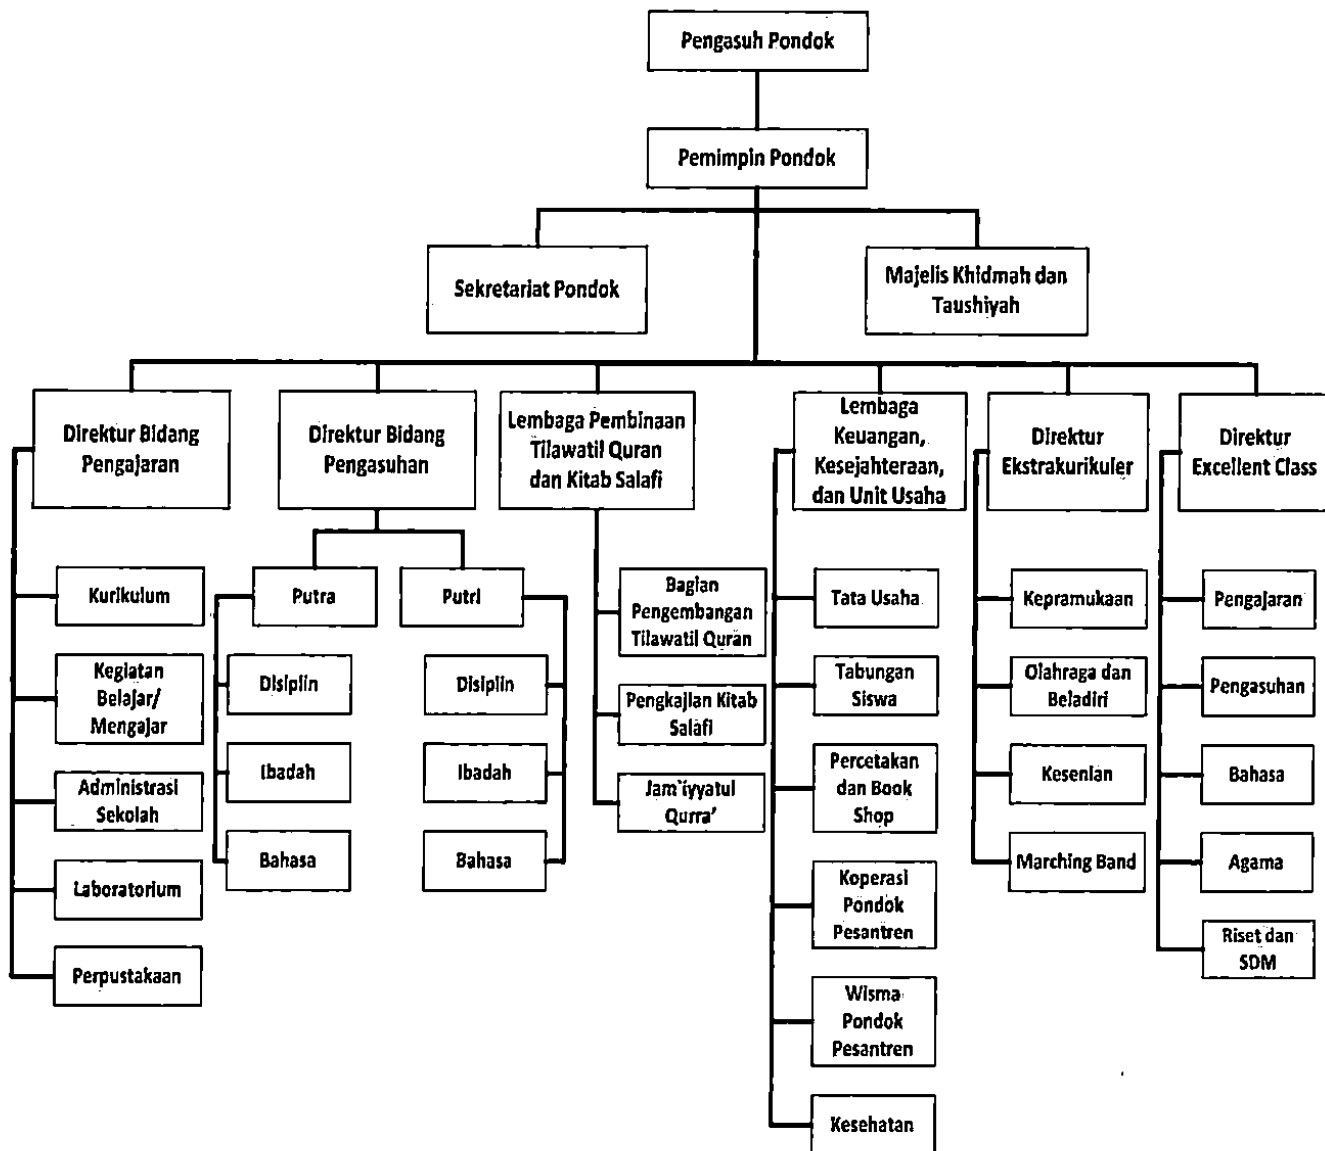 Pengasuh Pondok
Pemimpin Pondok
Sekretariat Pondok
Majelis Khidmah dan
Taushiyah
Direktur Bidang
Pengajaran
Direktur Bidang
Pengasuhan
Lembaga Pembinaan
Tilawatil Quran
dan Kitab Salafi
Lembaga
Keuangan,
Kesejahteraan,
dan Unit Usaha
Direktur
Ekstrakurikuler
Direktur
Excellent Class
Kurikulum
Kegiatan
Belajar/
Mengajar
Administrasi
Sekolah
Laboratorium
Perpustakaan
Putra
Disiplin
Ibadah
Bahasa
Putri
Disiplin
Ibadah
Bahasa
Bagian
Pengembangan
Tilawatil Quran
Pengkajian Kitab
Salafi
Jam`iyyatul
Qurra’
Tata Usaha
Tabungan
Siswa
Percetakan
dan Book
Shop
Koperasi
Pondok
Pesantren
Wisma
Pondok
Pesantren
Kesehatan
Kepramukaan
Olahraga dan
Beladiri
Kesenian
Marching Band
Pengajaran
Pengasuhan
Bahasa
Agama
Riset dan
SDM